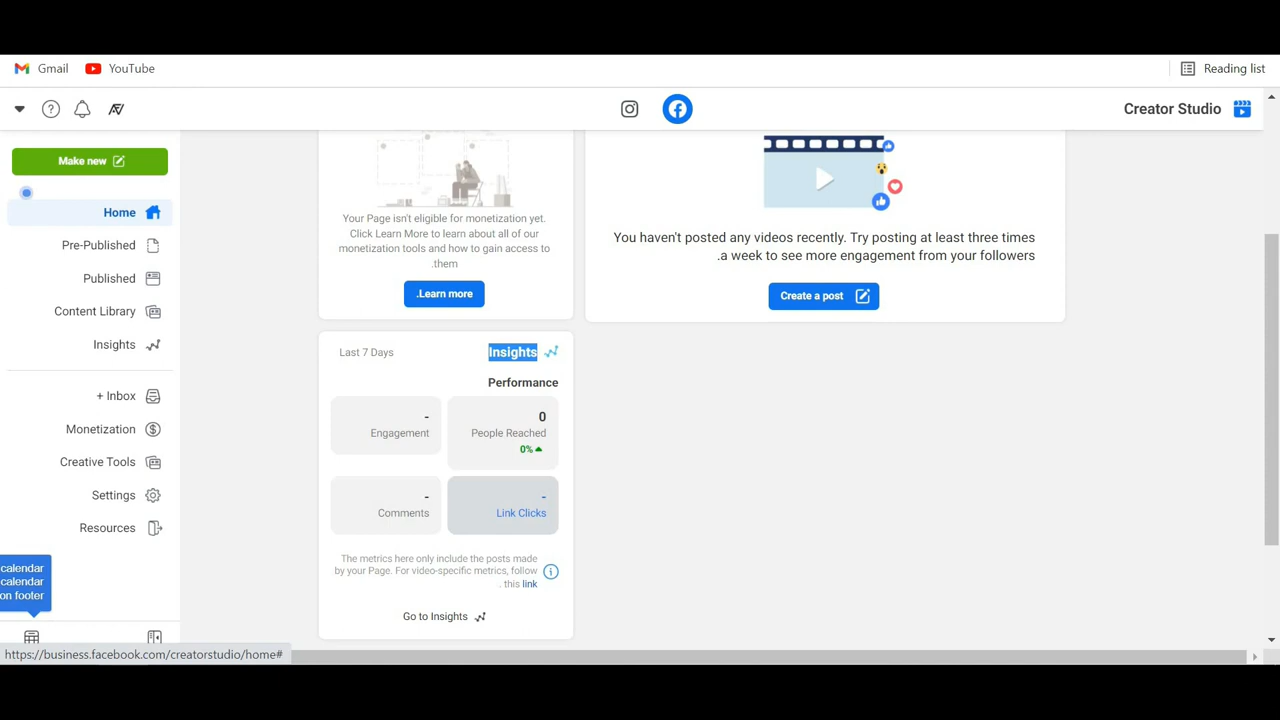 Gmail
YouTube
Reading list
Creator Studio
Make new
Home
Pre-Published
Published
Content Library
Insights
+ Inbox
Monetization
Creative Tools
Settings
Resources
calendar
calendar
on footer
Your Page isn't eligible for monetization yet.
Click Learn More to learn about all of our
monetization tools and how to gain access to
.them
.Learn more
You haven't posted any videos recently. Try posting at least three times
.a week to see more engagement from your followers
Create a post
Last 7 Days
Insights
Performance
-
Engagement
0
People Reached
0%
-
Comments
-
Link Clicks
The metrics here only include the posts made
by your Page. For video-specific metrics, follow
. this link
Go to Insights
https://business.facebook.com/creatorstudio/home#